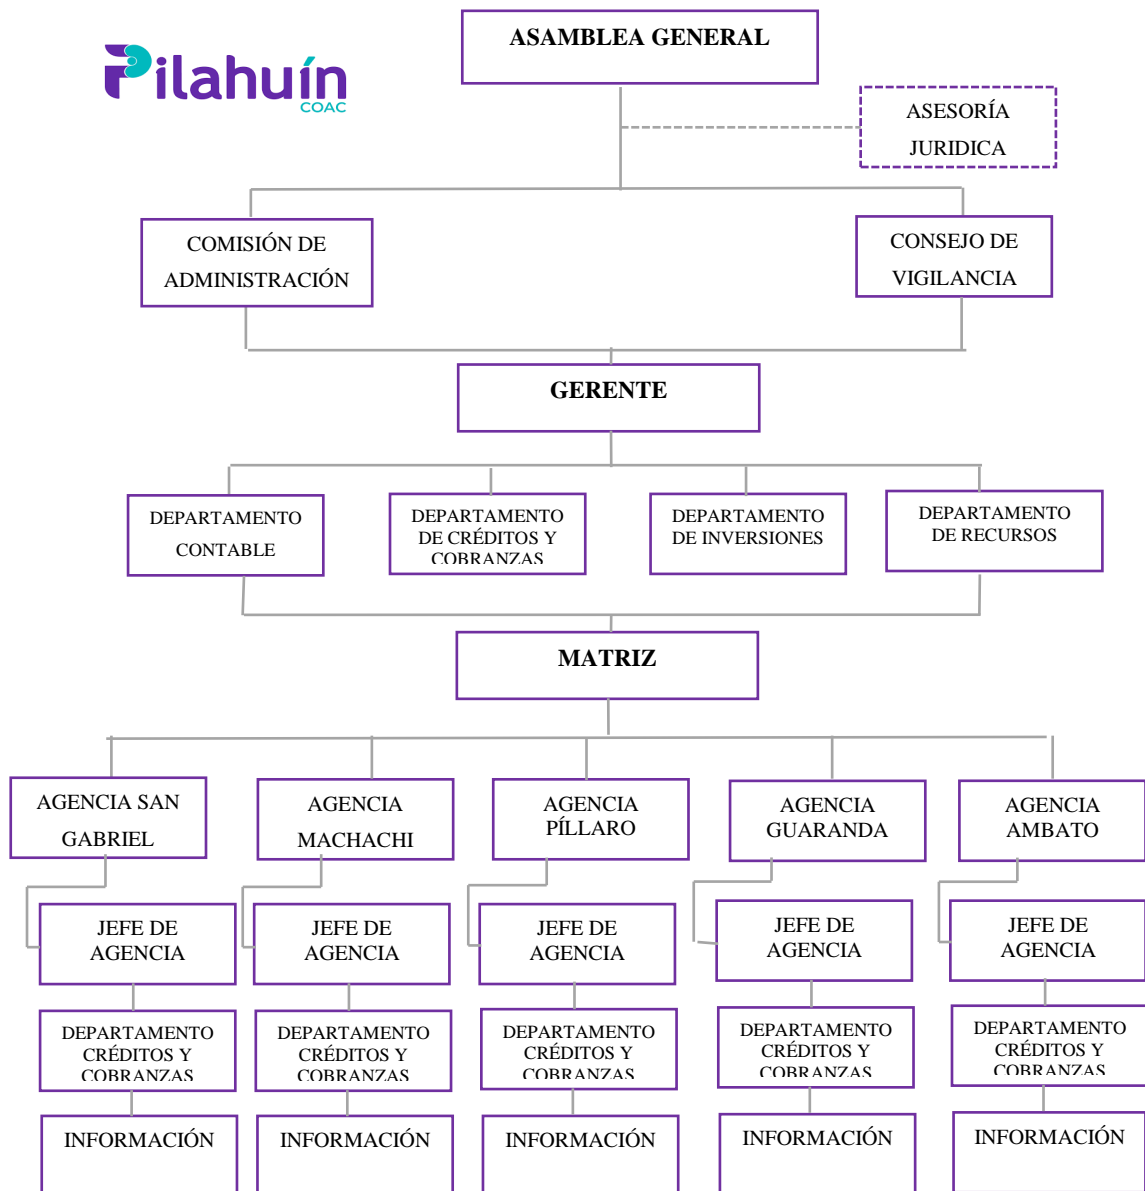 Pilahuín
COAC
ASAMBLEA GENERAL
ASESORÍA
JURIDICA
COMISIÓN DE
ADMINISTRACIÓN
CONSEJO DE
VIGILANCIA
GERENTE
DEPARTAMENTO
CONTABLE
DEPARTAMENTO
DE CRÉDITOS Y
COBRANZAS
DEPARTAMENTO
DE INVERSIONES
DEPARTAMENTO
DE RECURSOS
MATRIZ
AGENCIA SAN
GABRIEL
AGENCIA
MACHACHI
AGENCIA
PÍLLARO
AGENCIA
GUARANDA
AGENCIA
AMBATO
JEFE DE
AGENCIA
JEFE DE
AGENCIA
JEFE DE
AGENCIA
JEFE DE
AGENCIA
JEFE DE
AGENCIA
DEPARTAMENTO
CRÉDITOS Y
COBRANZAS
DEPARTAMENTO
CRÉDITOS Y
COBRANZAS
DEPARTAMENTO
CRÉDITOS Y
COBRANZAS
DEPARTAMENTO
CRÉDITOS Y
COBRANZAS
DEPARTAMENTO
CRÉDITOS Y
COBRANZAS
INFORMACIÓN
INFORMACIÓN
INFORMACIÓN
INFORMACIÓN
INFORMACIÓN